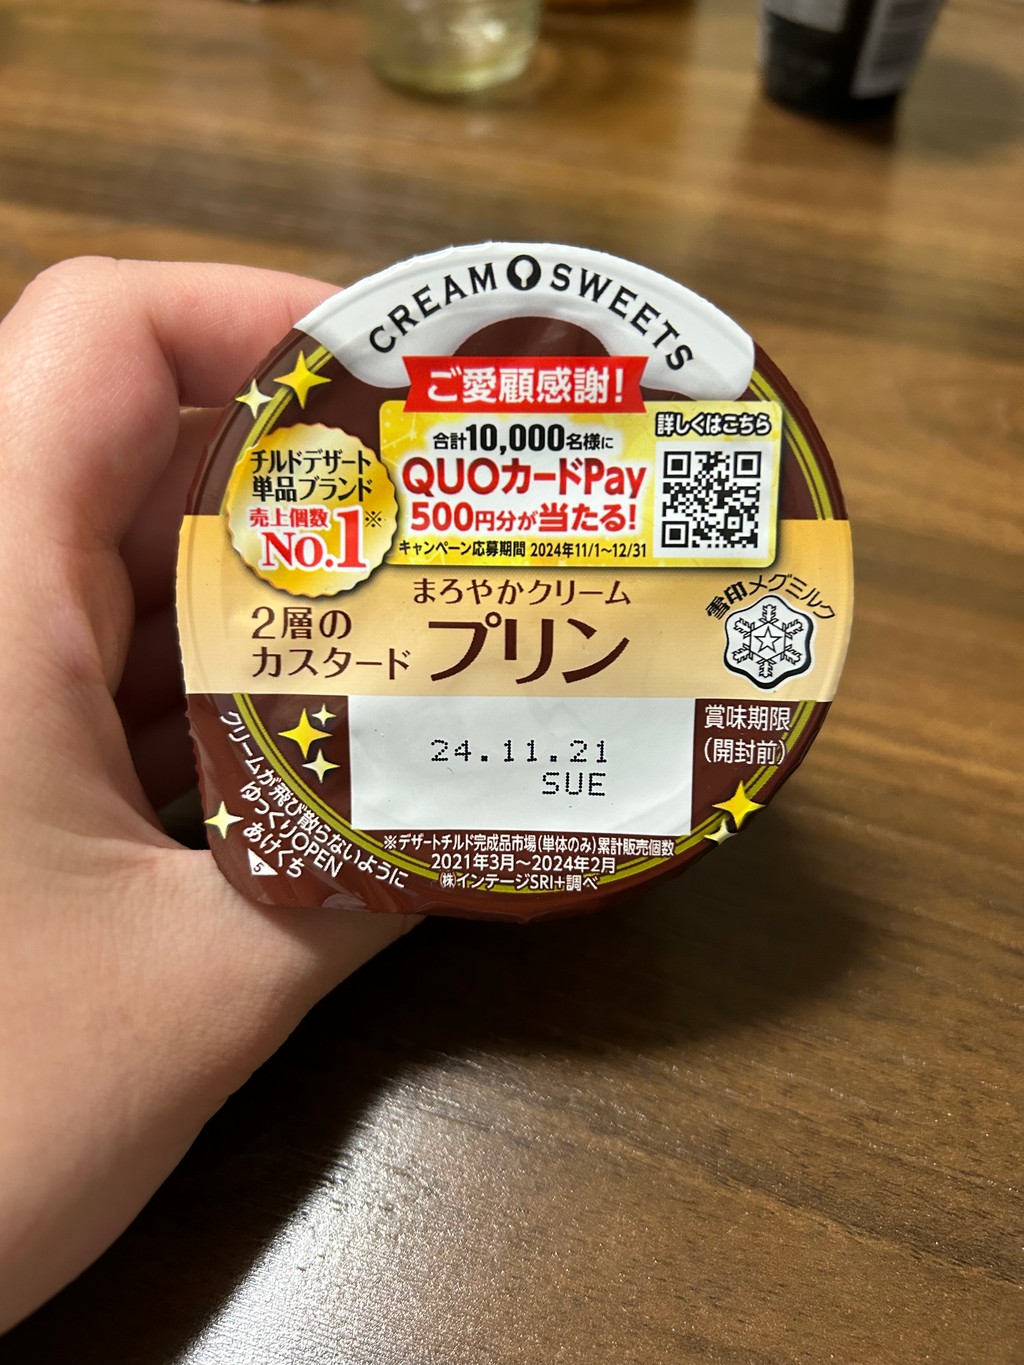 CREAM SWEETS
ご愛顧感謝!
合計10,000名様に
QUOカードPay
500円分が当たる!
キャンペーン応募期間 2024年11/1~12/31
詳しくはこちら
チルドデザート
単品ブランド
売上個数
No.1※
まろやかクリーム
2層の
カスタード
プリン
雪印メグミルク
賞味期限
(開封前)
24.11.21
SUE
クリームが飛び散らないように
ゆっくりOPEN
あけくち
5
※デザートチルド完成品市場(単体のみ)累計販売個数
2021年3月~2024年2月
㈱インテージSRI+調べ